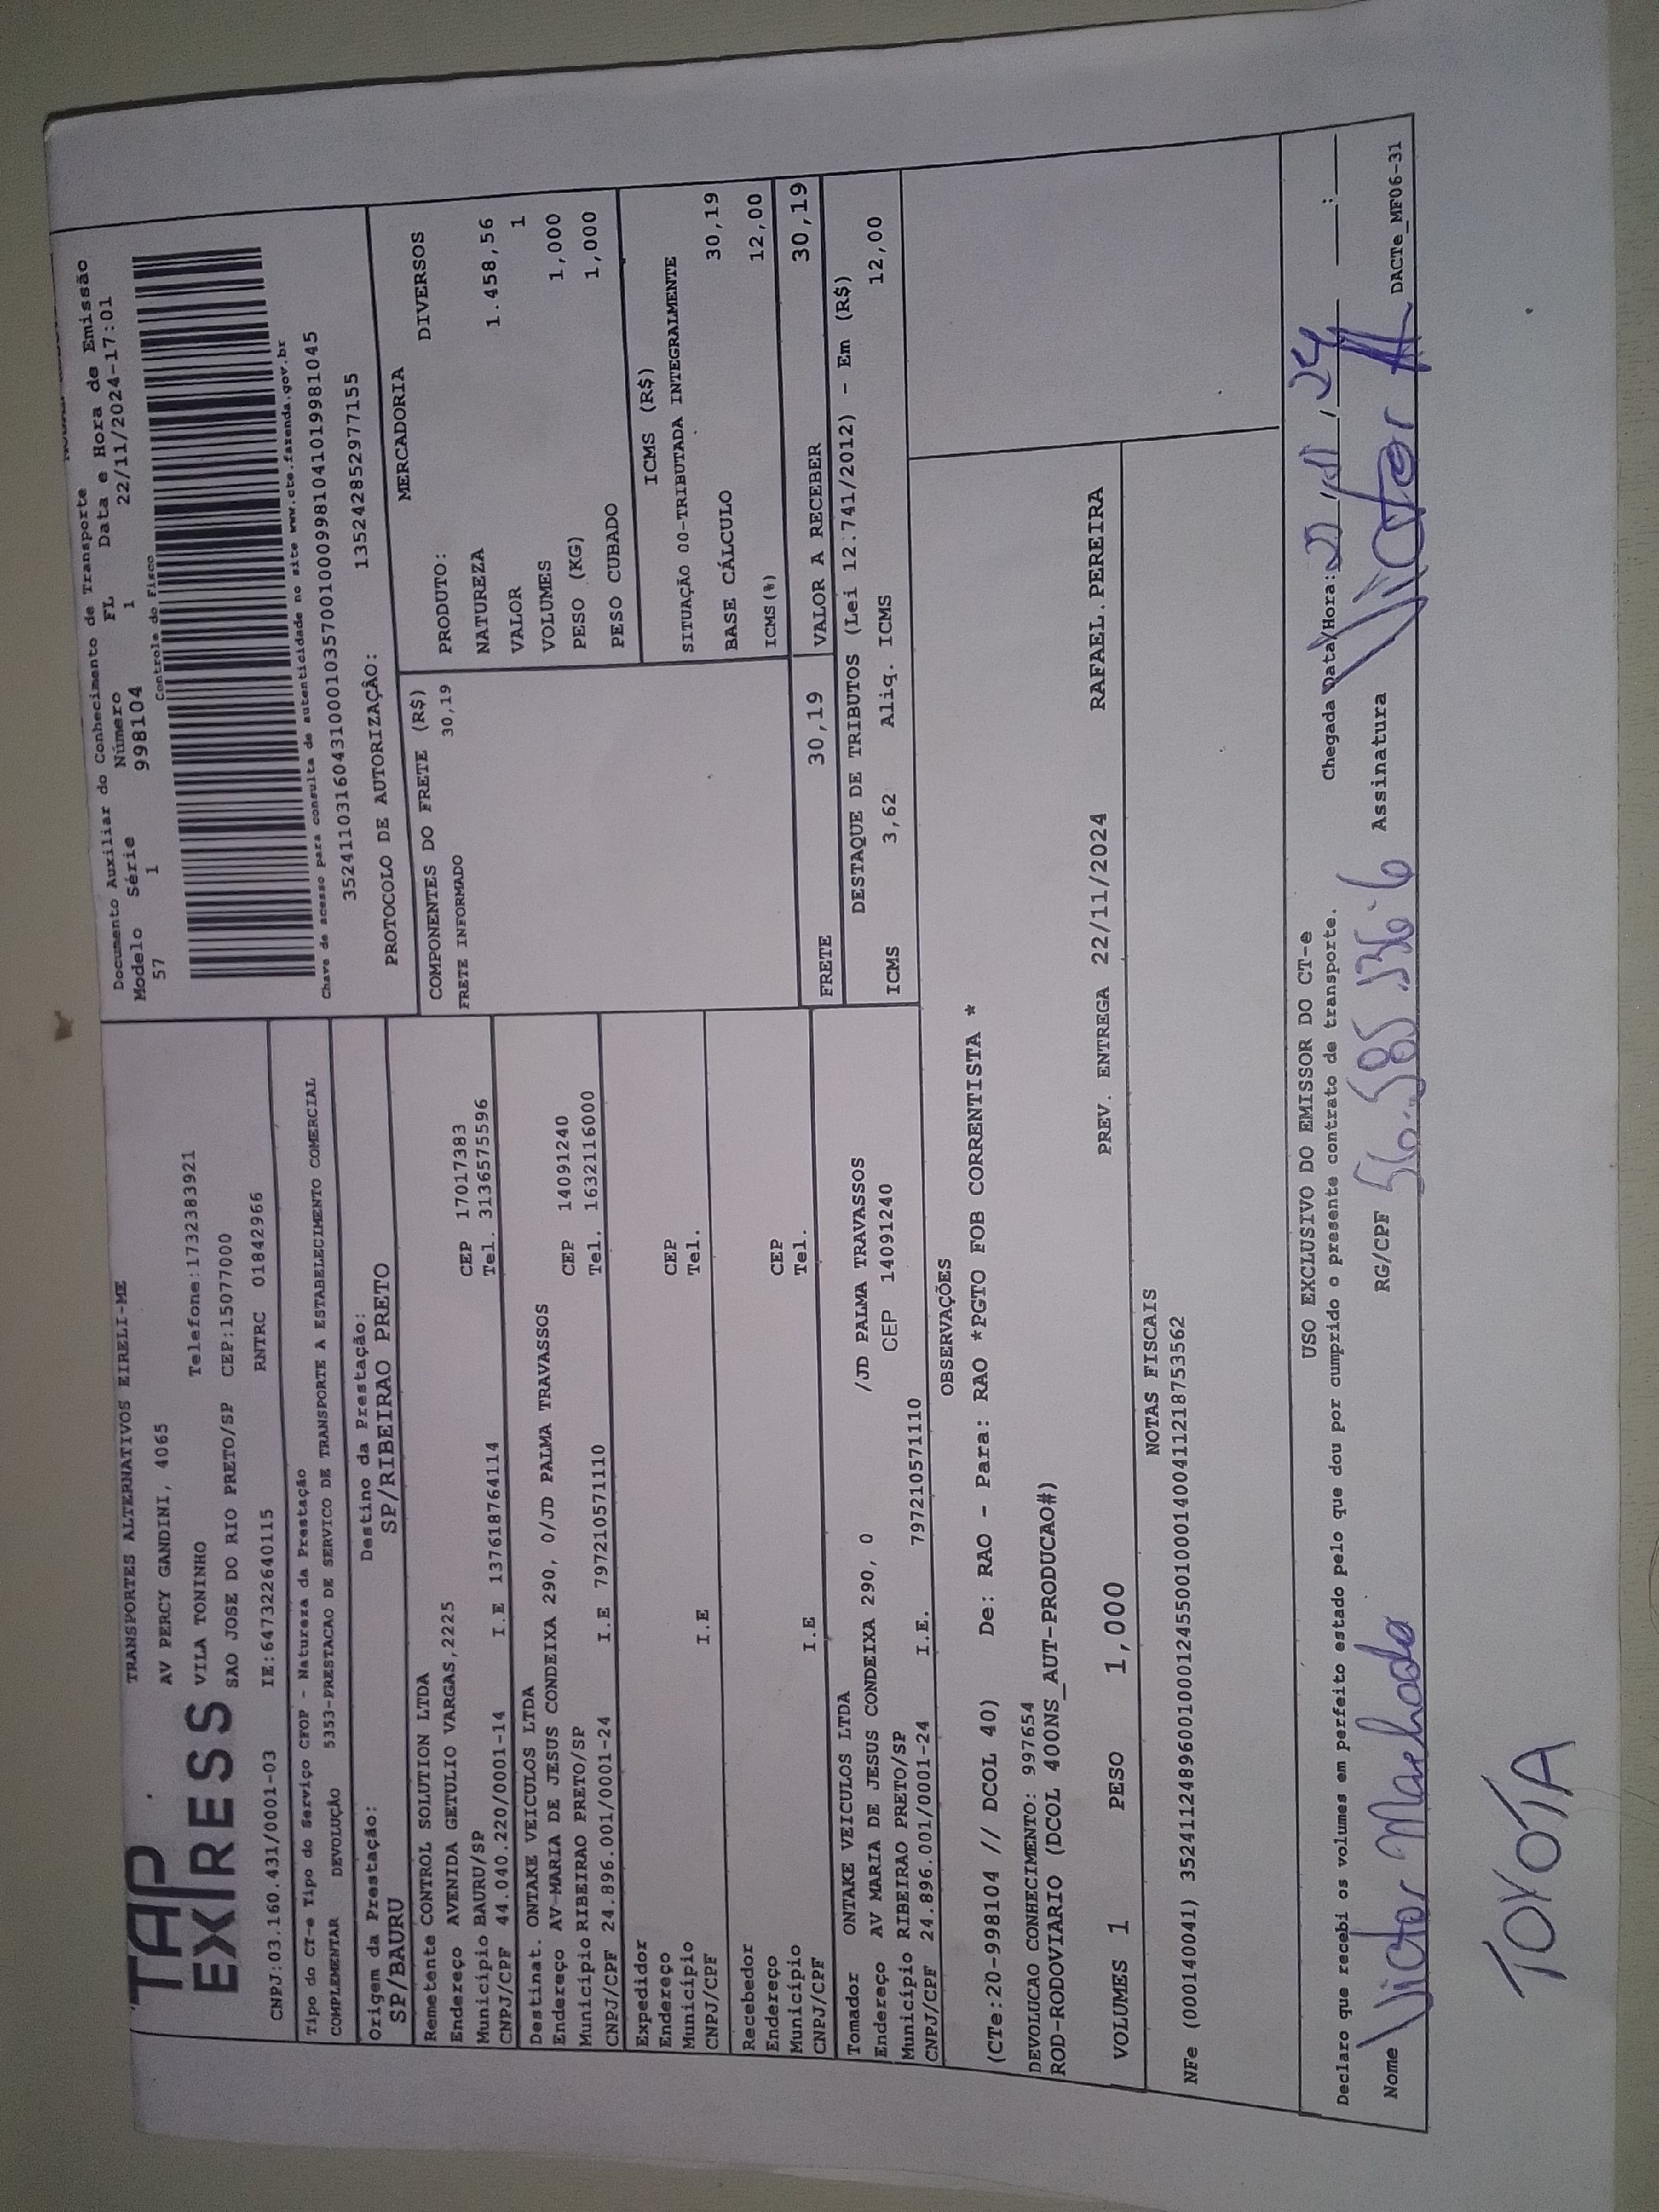 TAP EXPRESS
TRANSPORTES ALTERNATIVOS EIRELI-ME
AV PERCY GANDINI, 4065
VILA TONINHO Telefone:1732383921
SAO JOSE DO RIO PRETO/SP CEP:15077000
CNPJ:03.160.431/0001-03 IE:647322640115 RNTRC 01842966
Documento Auxiliar do Conhecimento de Transporte
Modelo Série Número FL Data e Hora de Emissão
57 1 998104 1 22/11/2024-17:01
Controle do Fisco
Chave de acesso para consulta de autenticidade no site www.cte.fazenda.gov.br
35241103160431000103570010009981041019981045
PROTOCOLO DE AUTORIZAÇÃO: 135242852977155
Tipo do CT-e Tipo do Serviço CFOP - Natureza da Prestação
COMPLEMENTAR DEVOLUÇÃO 5353-PRESTACAO DE SERVICO DE TRANSPORTE A ESTABELECIMENTO COMERCIAL
Origem da Prestação: Destino da Prestação:
SP/BAURU SP/RIBEIRAO PRETO
Remetente CONTROL SOLUTION LTDA
Endereço AVENIDA GETULIO VARGAS,2225
Município BAURU/SP CEP 17017383
CNPJ/CPF 44.040.220/0001-14 I.E 137618764114 Tel. 3136575596
Destinat. ONTAKE VEICULOS LTDA
Endereço AV-MARIA DE JESUS CONDEIXA 290, 0/JD PALMA TRAVASSOS
Município RIBEIRAO PRETO/SP CEP 14091240
CNPJ/CPF 24.896.001/0001-24 I.E 797210571110 Tel. 1632116000
Expedidor
Endereço
Município CEP
CNPJ/CPF I.E Tel.
Recebedor
Endereço
Município CEP
CNPJ/CPF I.E Tel.
Tomador ONTAKE VEICULOS LTDA
Endereço AV MARIA DE JESUS CONDEIXA 290, 0 /JD PALMA TRAVASSOS
Município RIBEIRAO PRETO/SP CEP 14091240
CNPJ/CPF 24.896.001/0001-24 I.E. 797210571110
COMPONENTES DO FRETE (R$)
FRETE INFORMADO 30,19
MERCADORIA
PRODUTO: DIVERSOS
NATUREZA
VALOR 1.458,56
VOLUMES 1
PESO (KG) 1,000
PESO CUBADO 1,000
ICMS (R$)
SITUAÇÃO 00-TRIBUTADA INTEGRALMENTE
BASE CÁLCULO 30,19
ICMS(%) 12,00
FRETE 30,19 VALOR A RECEBER 30,19
DESTAQUE DE TRIBUTOS (Lei 12.741/2012) - Em (R$)
ICMS 3,62 Aliq. ICMS 12,00
OBSERVAÇÕES
(CTe:20-998104 // DCOL 40) De: RAO - Para: RAO *PGTO FOB CORRENTISTA *
DEVOLUCAO CONHECIMENTO: 997654
ROD-RODOVIARIO (DCOL 400NS_AUT-PRODUCAO#)
VOLUMES 1 PESO 1,000 PREV. ENTREGA 22/11/2024 RAFAEL.PEREIRA
NOTAS FISCAIS
NFe (000140041) 35241124896001000124550010001400411218753562
USO EXCLUSIVO DO EMISSOR DO CT-e
Declaro que recebi os volumes em perfeito estado pelo que dou por cumprido o presente contrato de transporte. Chegada Data/Hora: / /24 :
Nome Victor Machado RG/CPF 56.585.536-6 Assinatura Victor DACTe_MF06-31
TOYOTA